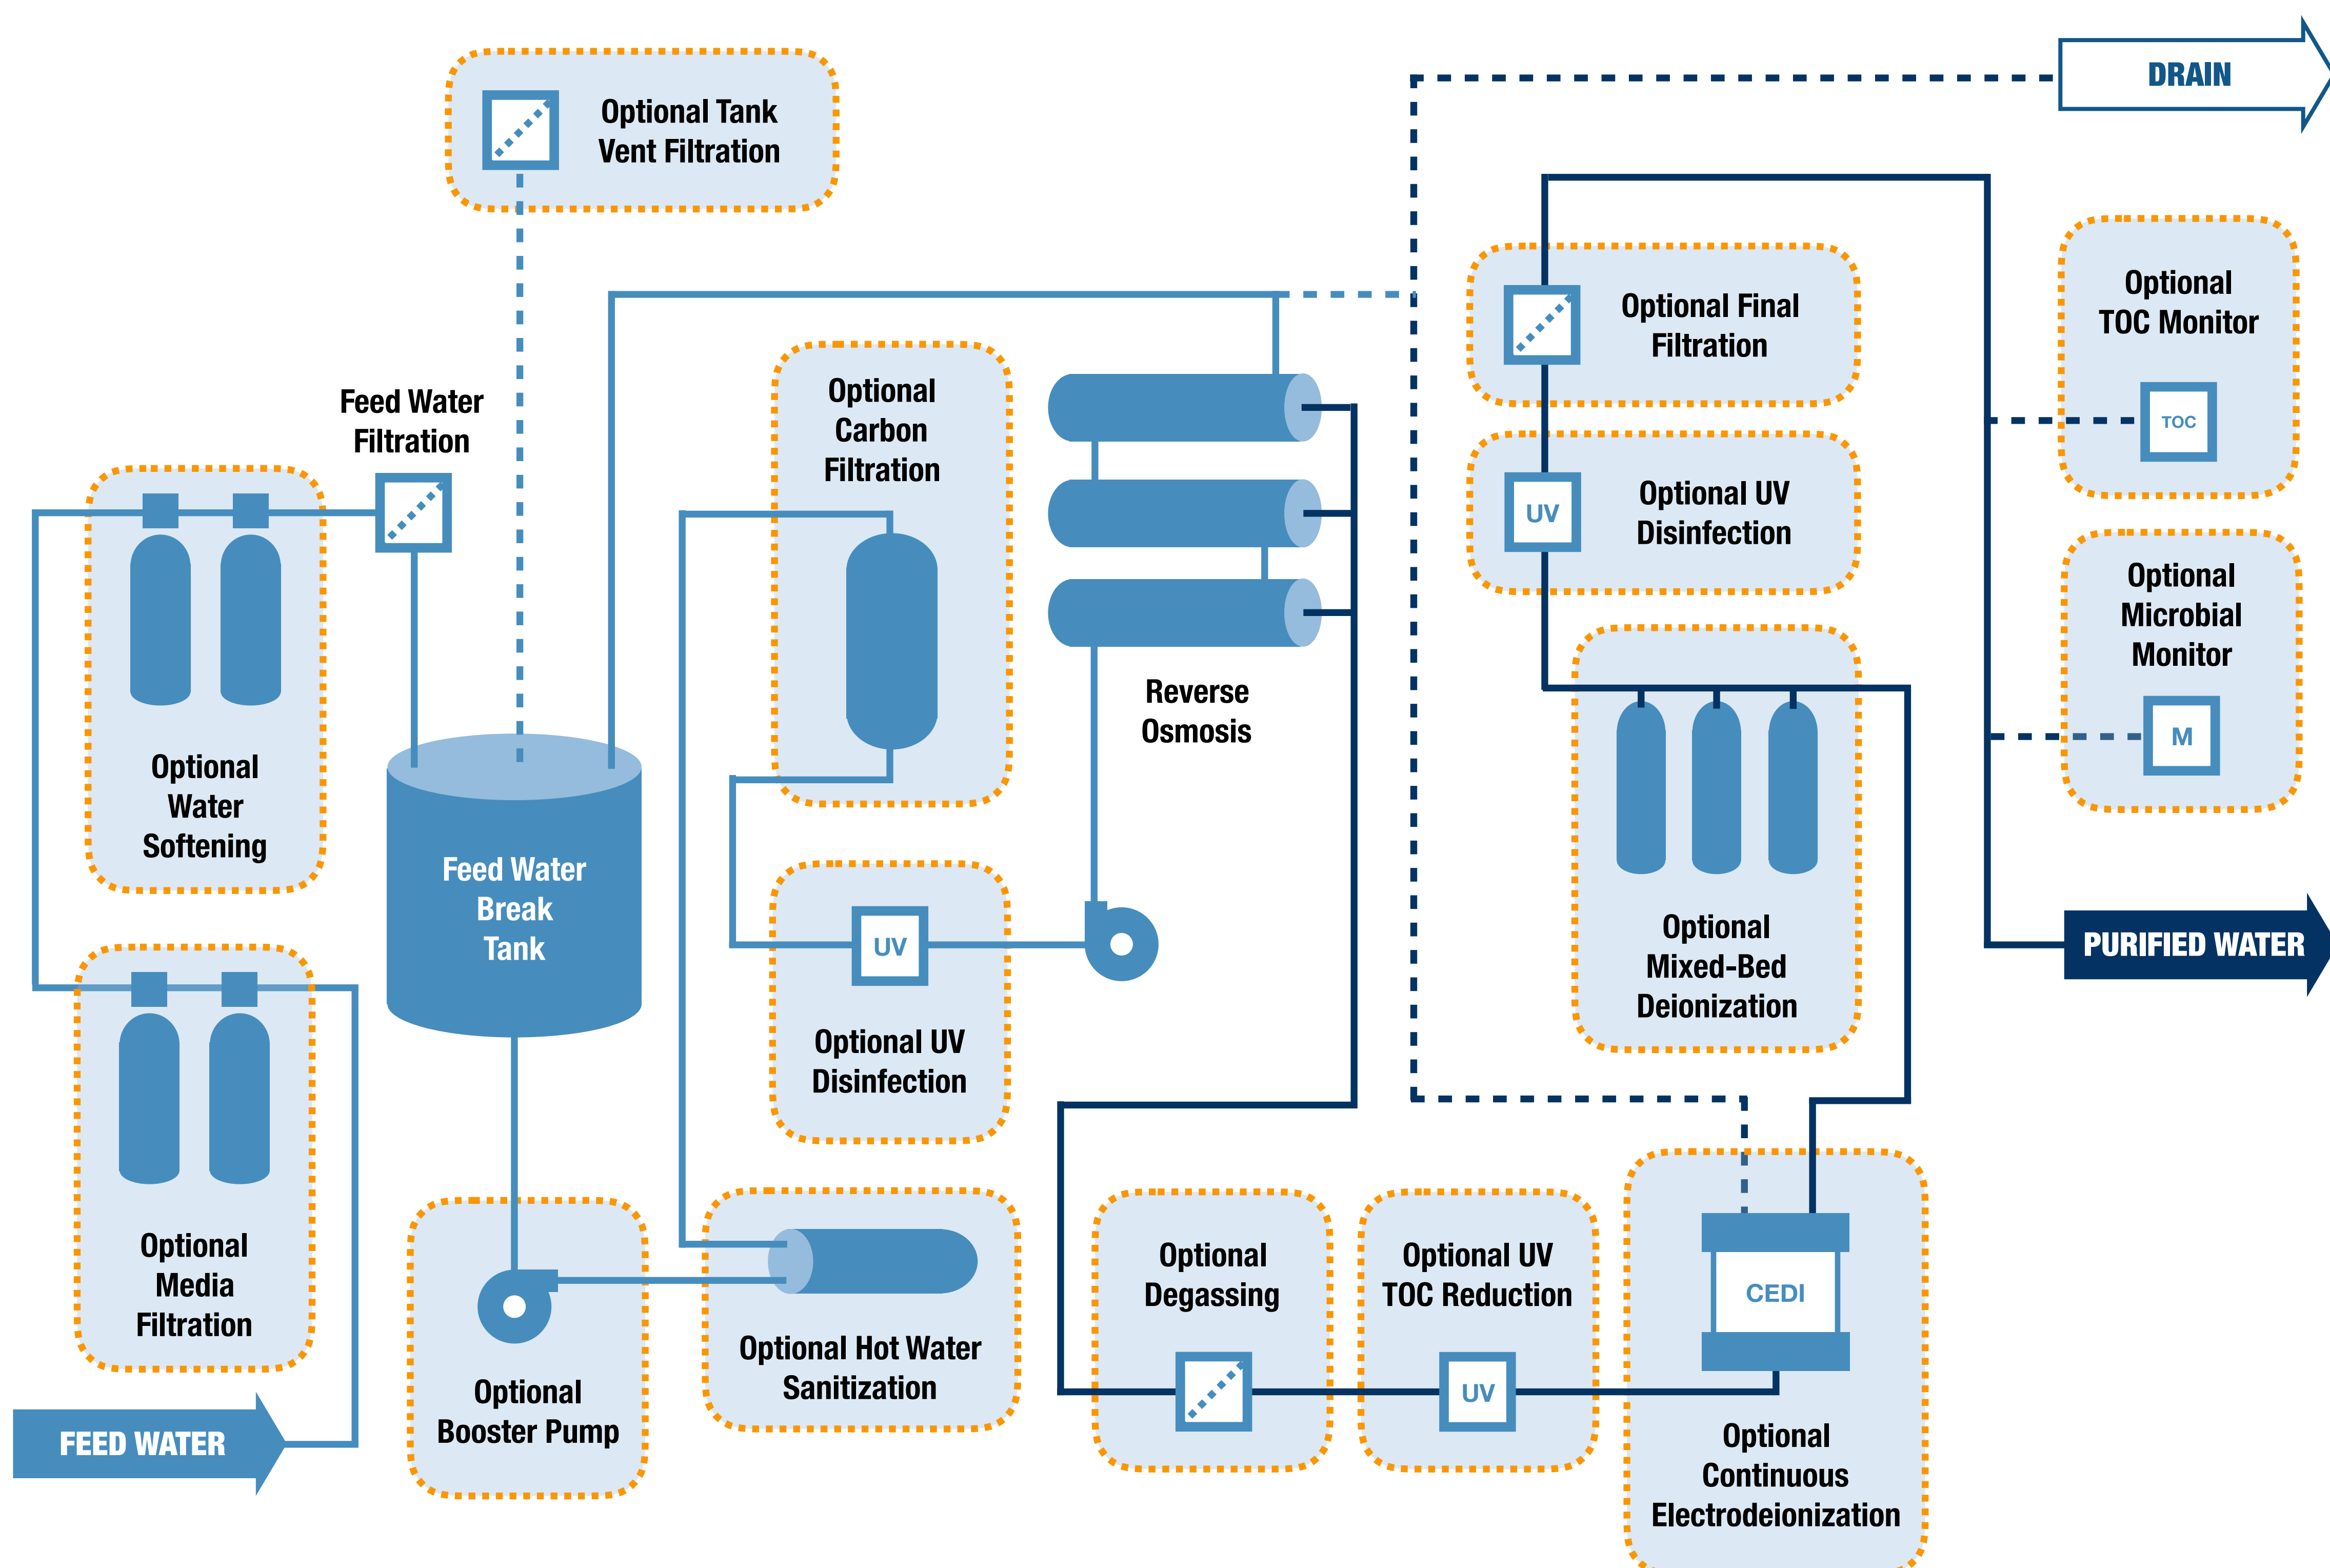 DRAIN
Optional Tank
Vent Filtration
Optional Final
Filtration
Optional
TOC Monitor
TOC
Feed Water
Filtration
Optional
Carbon
Filtration
UV
Optional UV
Disinfection
Optional
Microbial
Monitor
M
Reverse
Osmosis
Optional
Water
Softening
Feed Water
Break
Tank
UV
Optional UV
Disinfection
Optional
Mixed-Bed
Deionization
PURIFIED WATER
Optional
Media
Filtration
FEED WATER
Optional
Booster Pump
Optional Hot Water
Sanitization
Optional
Degassing
Optional UV
TOC Reduction
UV
CEDI
Optional
Continuous
Electrodeionization